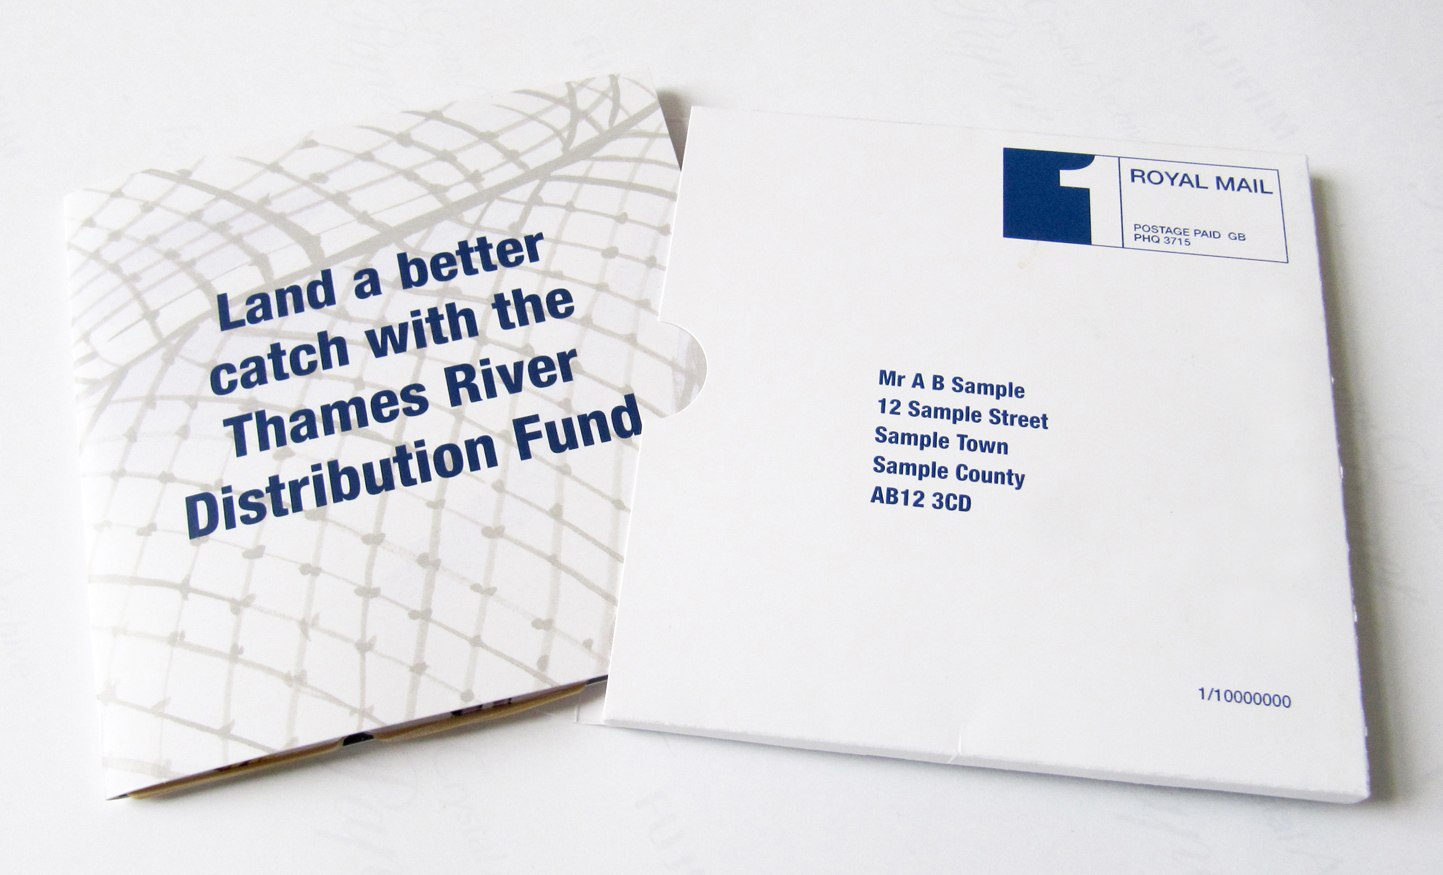 Land a better
catch with the
Thames River
Distribution Fund
1
ROYAL MAIL
POSTAGE PAID GB
PHQ 3715
Mr A B Sample
12 Sample Street
Sample Town
Sample County
AB12 3CD
1/10000000